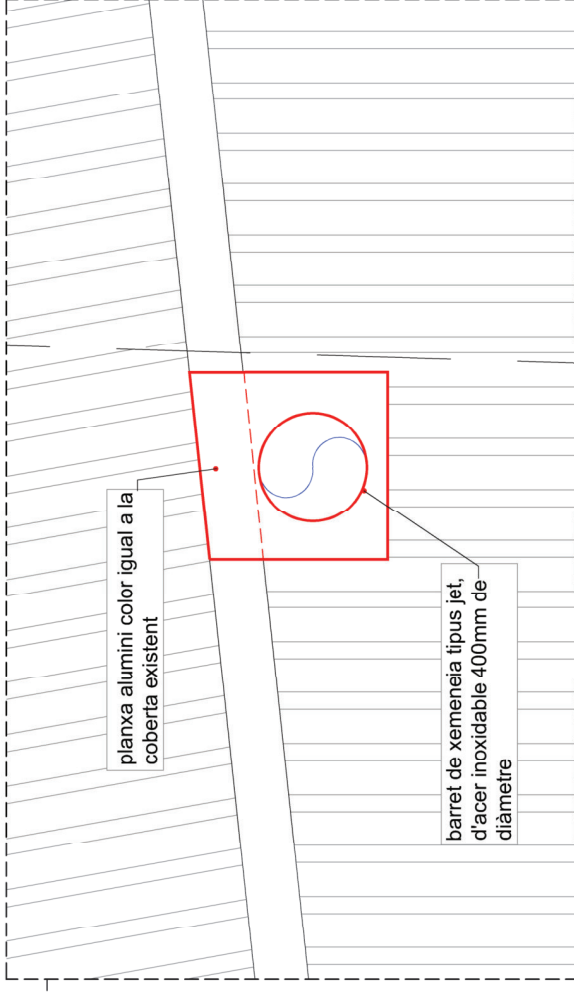 planxa alumini color igual a la
coberta existent
barret de xemeneia tipus jet,
d'acer inoxidable 400mm de
diàmetre